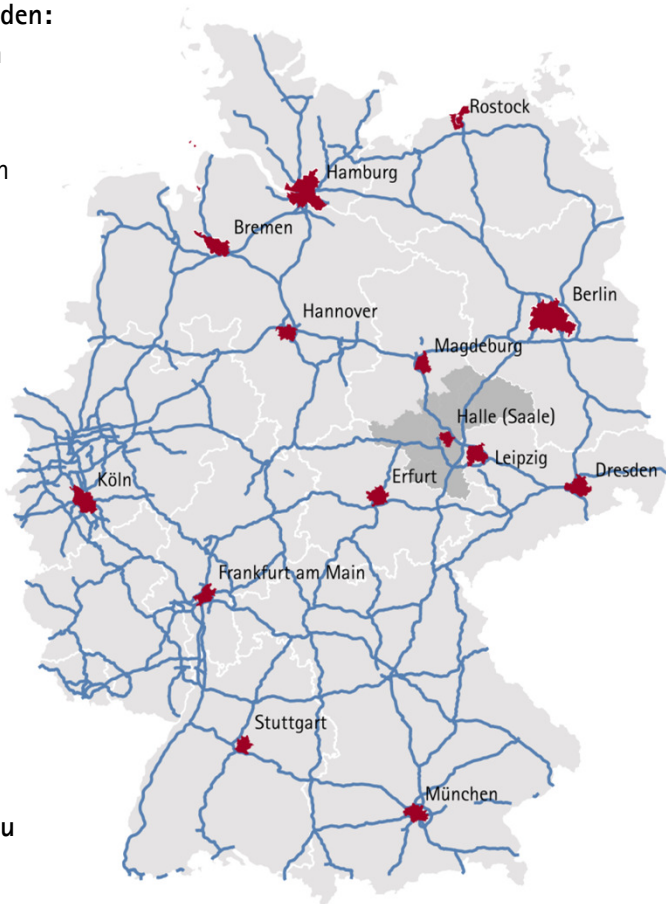 den:
n
Rostock
m
Hamburg
Bremen
Berlin
Hannover
Magdeburg
Halle (Saale)
Leipzig
Dresden
Köln
Erfurt
Frankfurt am Main
Stuttgart
München
u